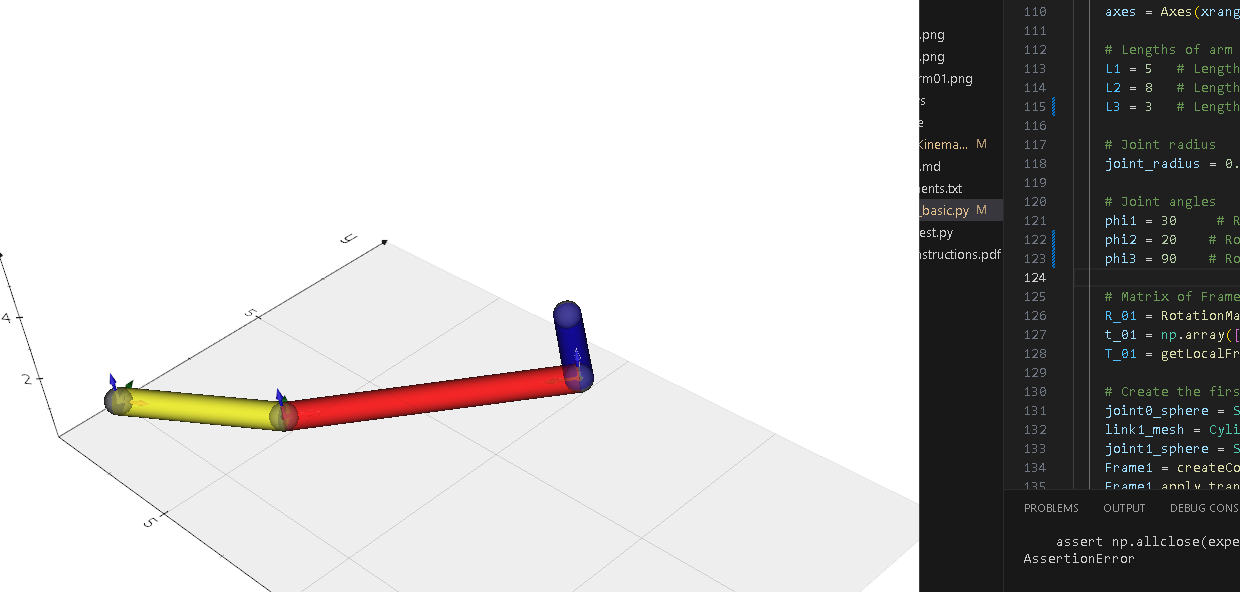 y
5
4
2
5
.png
.png
rm01.png
s
e
Kinema... M
.md
ents.txt
_basic.py M
est.py
nstructions.pdf
110 axes = Axes(xrang
111
112 # Lengths of arm
113 L1 = 5 # Length
114 L2 = 8 # Length
115 L3 = 3 # Length
116
117 # Joint radius
118 joint_radius = 0.
119
120 # Joint angles
121 phi1 = 30 # R
122 phi2 = 20 # Ro
123 phi3 = 90 # Ro
124
125 # Matrix of Frame
126 R_01 = RotationMa
127 t_01 = np.array([
128 T_01 = getLocalFr
129
130 # Create the firs
131 joint0_sphere = S
132 link1_mesh = Cyli
133 joint1_sphere = S
134 Frame1 = createCo
135 Frame1.apply_tran
PROBLEMS OUTPUT DEBUG CONS
assert np.allclose(expe
AssertionError